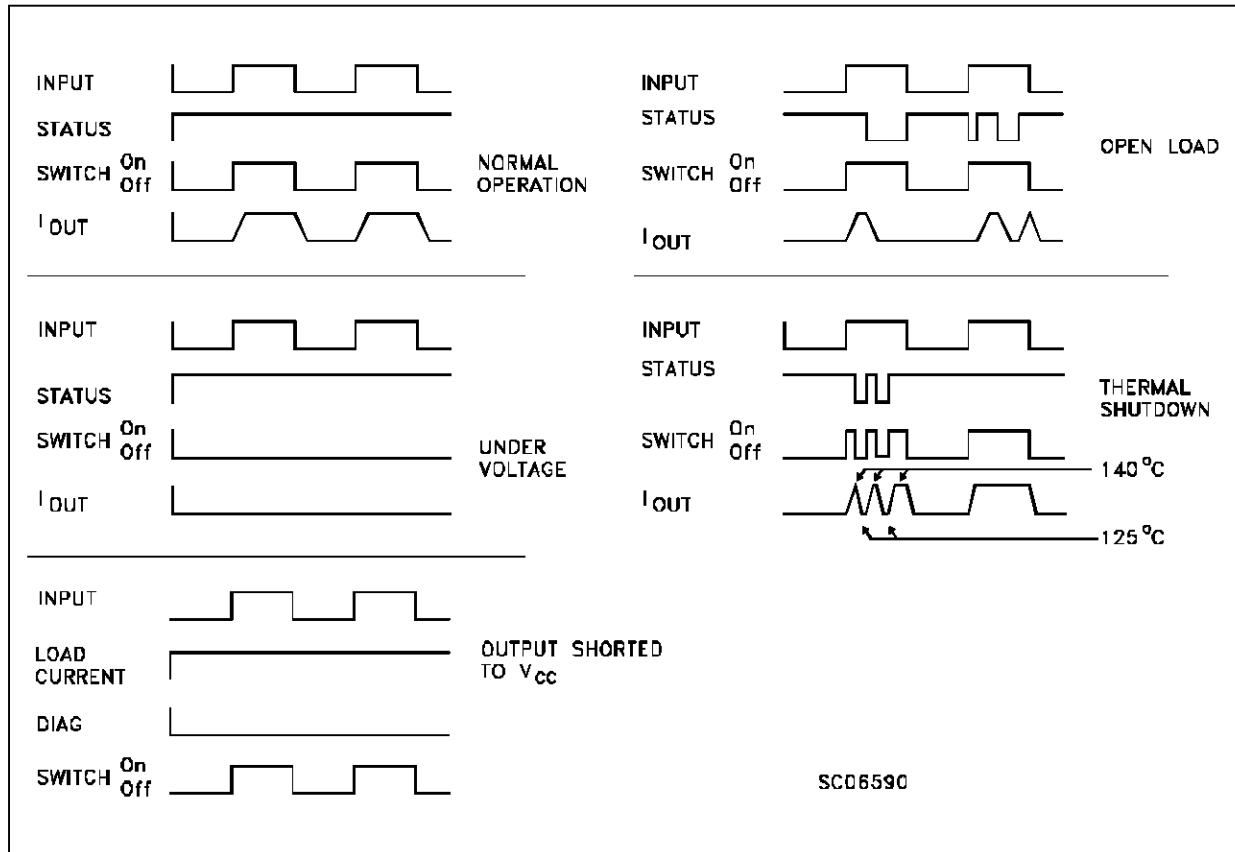 INPUT
STATUS
SWITCH On
Off
I OUT
NORMAL
OPERATION
INPUT
STATUS
SWITCH On
Off
I OUT
OPEN LOAD
INPUT
STATUS
SWITCH On
Off
I OUT
UNDER
VOLTAGE
INPUT
STATUS
SWITCH On
Off
I OUT
THERMAL
SHUTDOWN
140 °C
125 °C
INPUT
LOAD
CURRENT
DIAG
SWITCH On
Off
OUTPUT SHORTED
TO VCC
SC06590